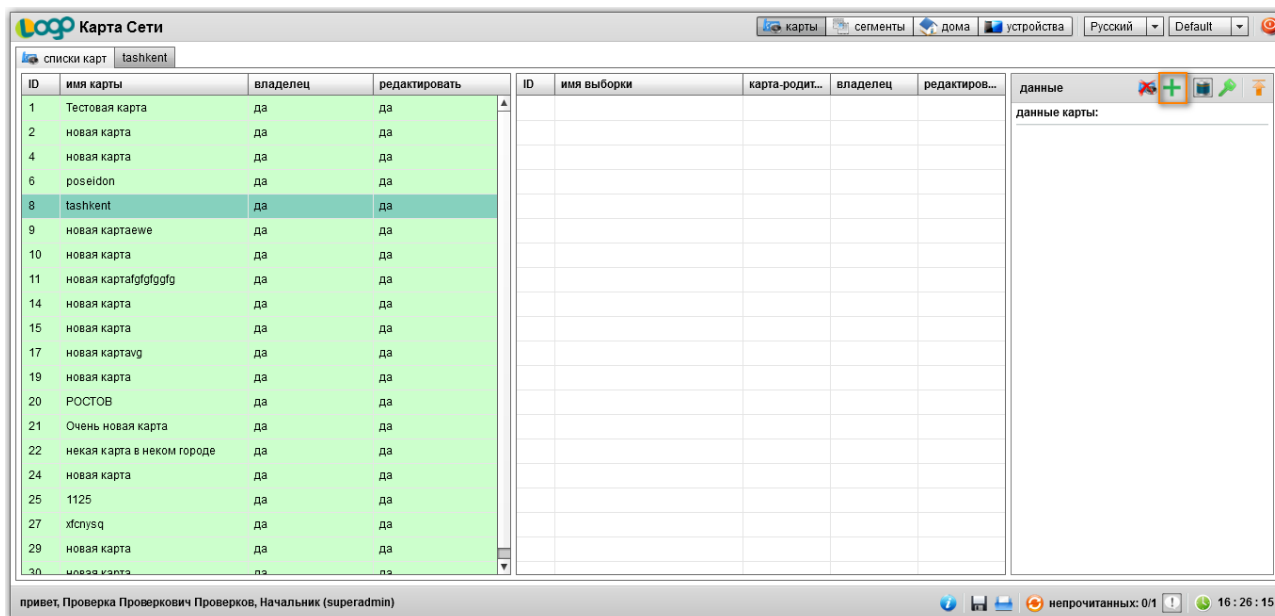 LOGO Карта Сети карты сегменты дома устройства Русский Default
списки карт tashkent
ID имя карты владелец редактировать ID имя выборки карта-родит... владелец редактиров... данные
1 Тестовая карта да да данные карты:
2 новая карта да да
4 новая карта да да
6 poseidon да да
8 tashkent да да
9 новая картаewe да да
10 новая карта да да
11 новая картаfgfgfggfg да да
14 новая карта да да
15 новая карта да да
17 новая картаvg да да
19 новая карта да да
20 РОСТОВ да да
21 Очень новая карта да да
22 некая карта в неком городе да да
24 новая карта да да
25 1125 да да
27 xfcnysq да да
29 новая карта да да
30 новая карта да да
привет, Проверка Проверкович Проверков, Начальник (superadmin) непрочитанных: 0/1 16:26:15